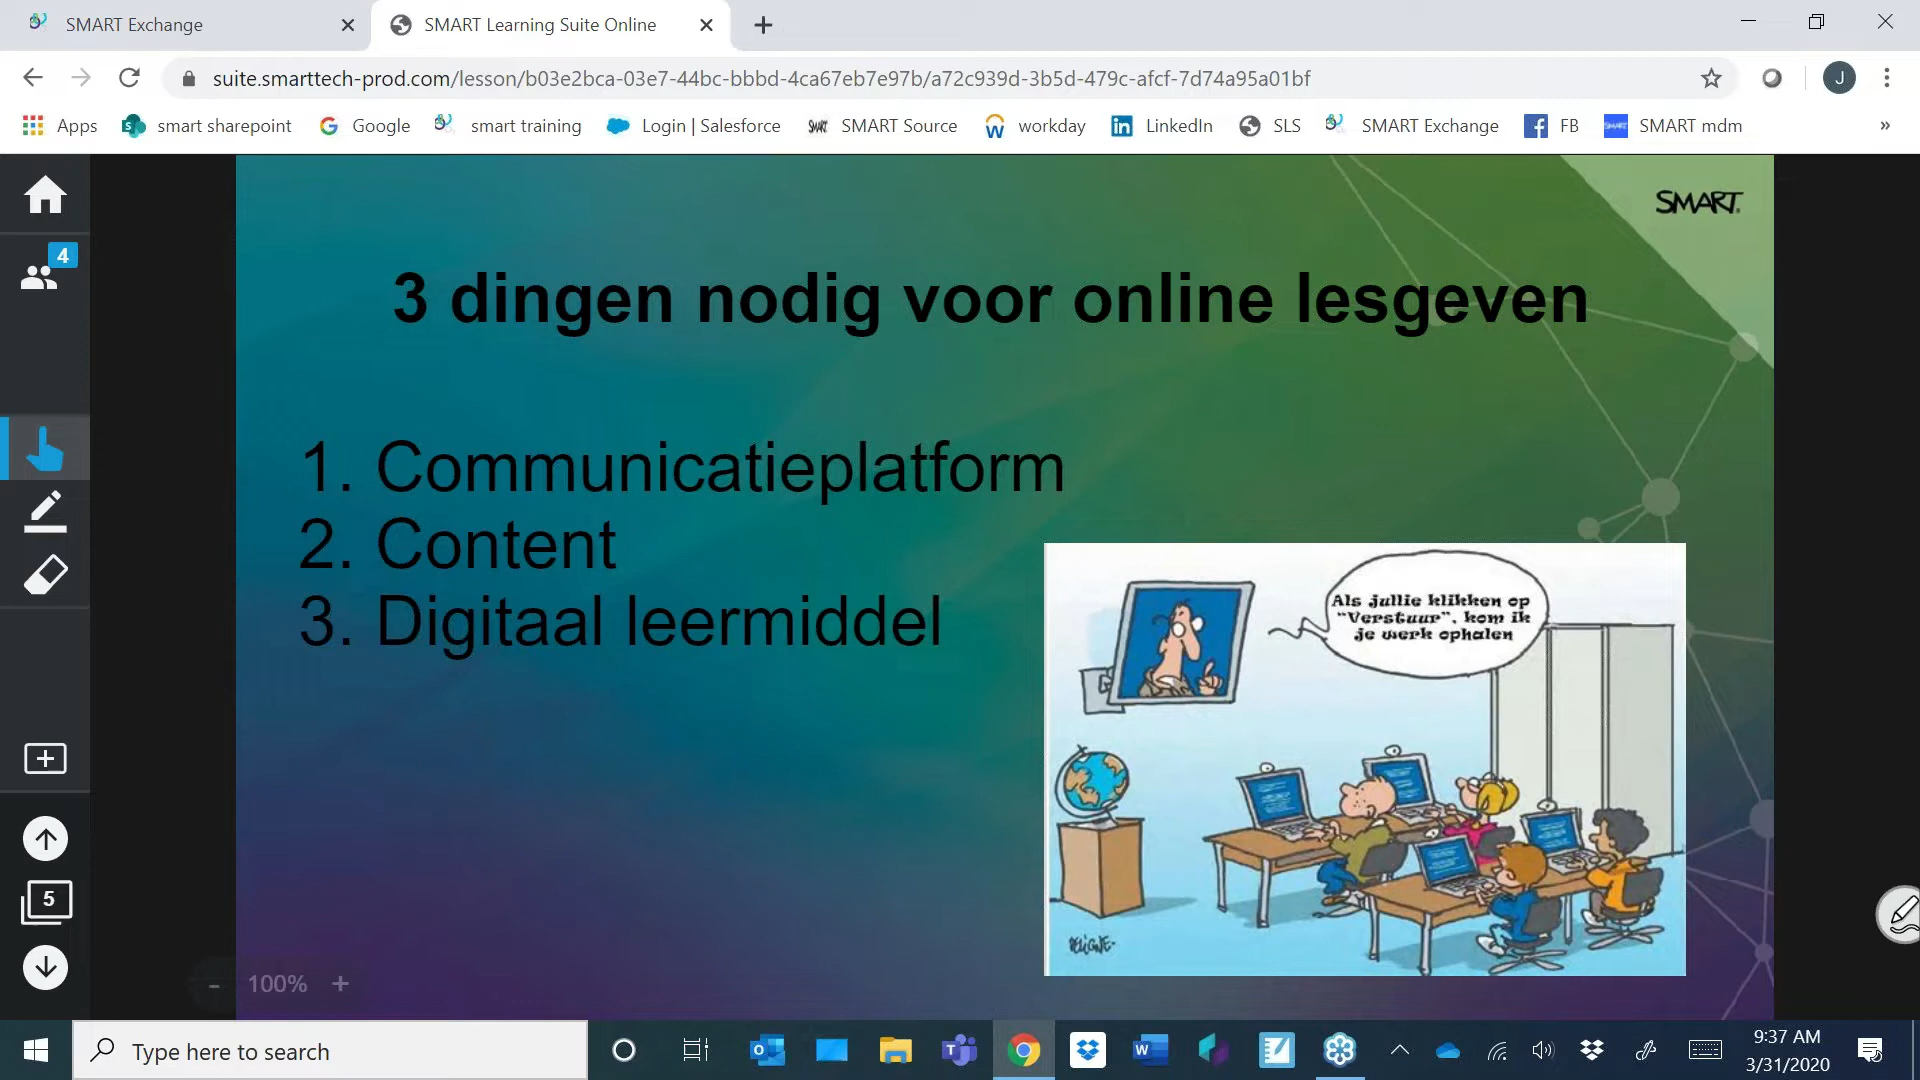 SMART Exchange
SMART Learning Suite Online
suite.smarttech-prod.com/lesson/b03e2bca-03e7-44bc-bbbd-4ca67eb7e97b/a72c939d-3b5d-479c-afcf-7d74a95a01bf
J
Apps smart sharepoint Google smart training Login | Salesforce SMART Source workday LinkedIn SLS SMART Exchange FB SMART mdm »
SMART
4
3 dingen nodig voor online lesgeven
1. Communicatieplatform
2. Content
3. Digitaal leermiddel
Als jullie klikken op
"Verstuur", kom ik
je werk ophalen
DELIGNE
5
- 100% +
Type here to search
9:37 AM
3/31/2020